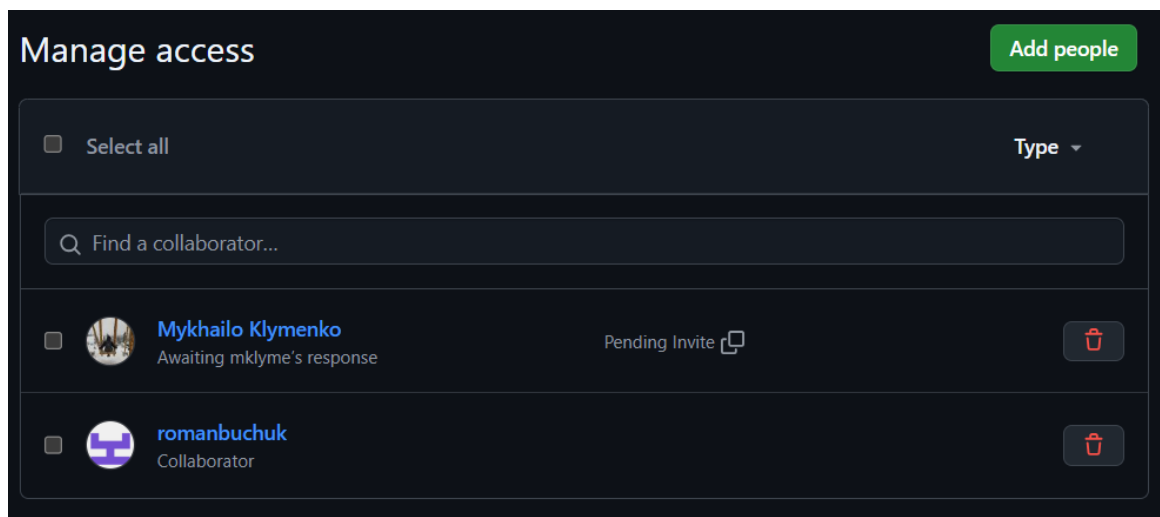 Manage access
Add people
Select all
Type
Find a collaborator...
Mykhailo Klymenko
Awaiting mklyme's response
Pending Invite
romanbuchuk
Collaborator